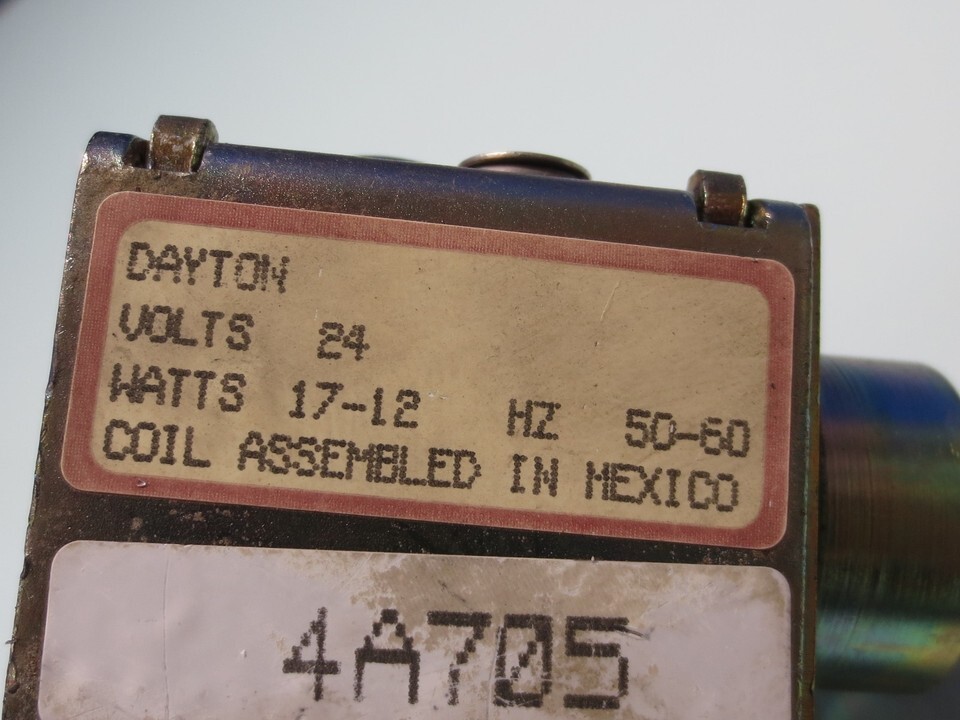 DAYTON
VOLTS 24
WATTS 17-12 HZ 50-60
COIL ASSEMBLED IN MEXICO
4A705